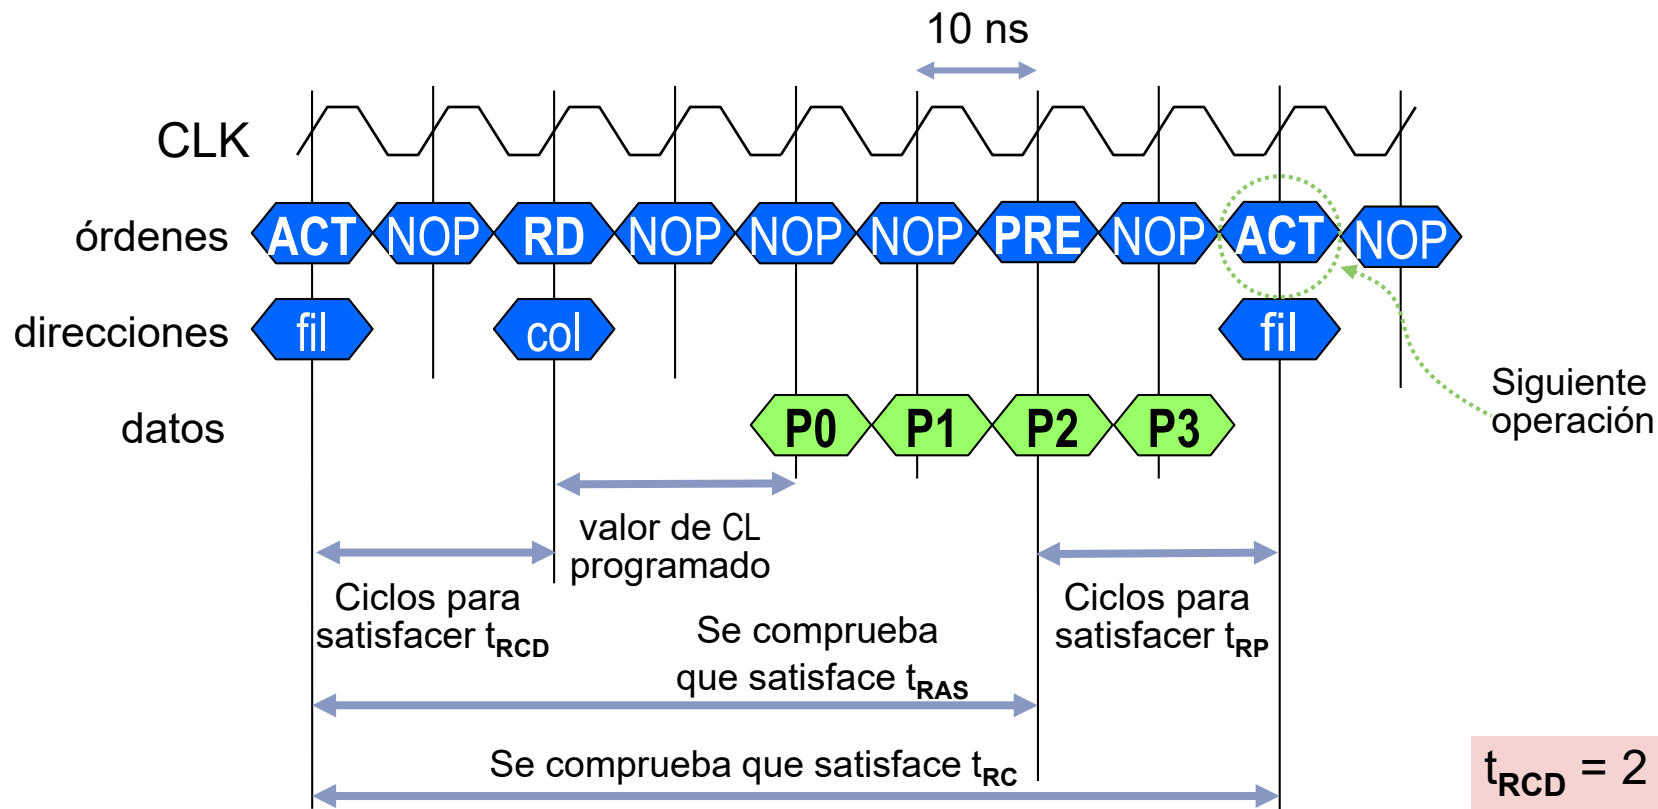 10 ns
CLK
órdenes ACT NOP RD NOP NOP NOP PRE NOP ACT NOP
direcciones fil col fil
Siguiente
operación
datos P0 P1 P2 P3
valor de CL
programado
Ciclos para
satisfacer tRCD
Ciclos para
satisfacer tRP
Se comprueba
que satisface tRAS
Se comprueba que satisface tRC
tRCD = 2